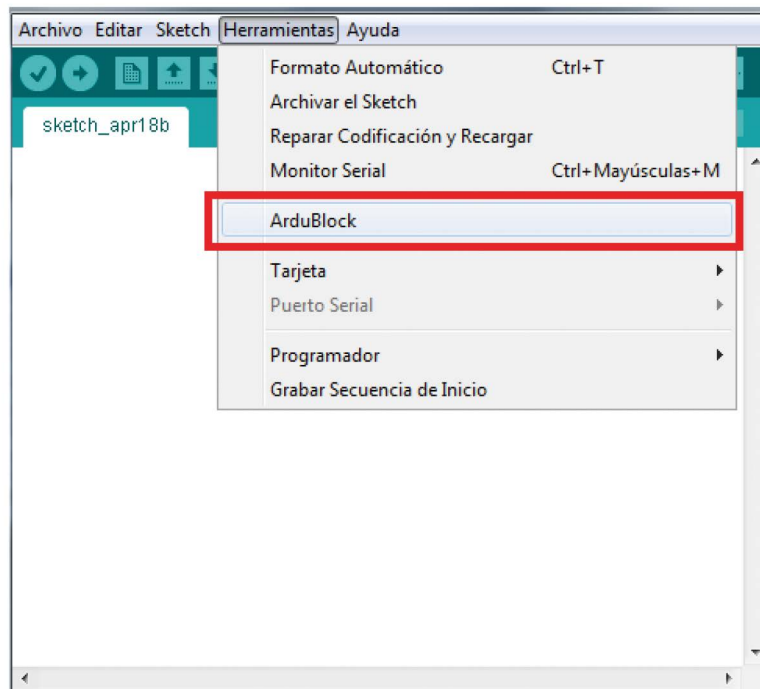 Archivo Editar Sketch Herramientas Ayuda
sketch_apr18b
Formato Automático Ctrl+T
Archivar el Sketch
Reparar Codificación y Recargar
Monitor Serial Ctrl+Mayúsculas+M
ArduBlock
Tarjeta
Puerto Serial
Programador
Grabar Secuencia de Inicio